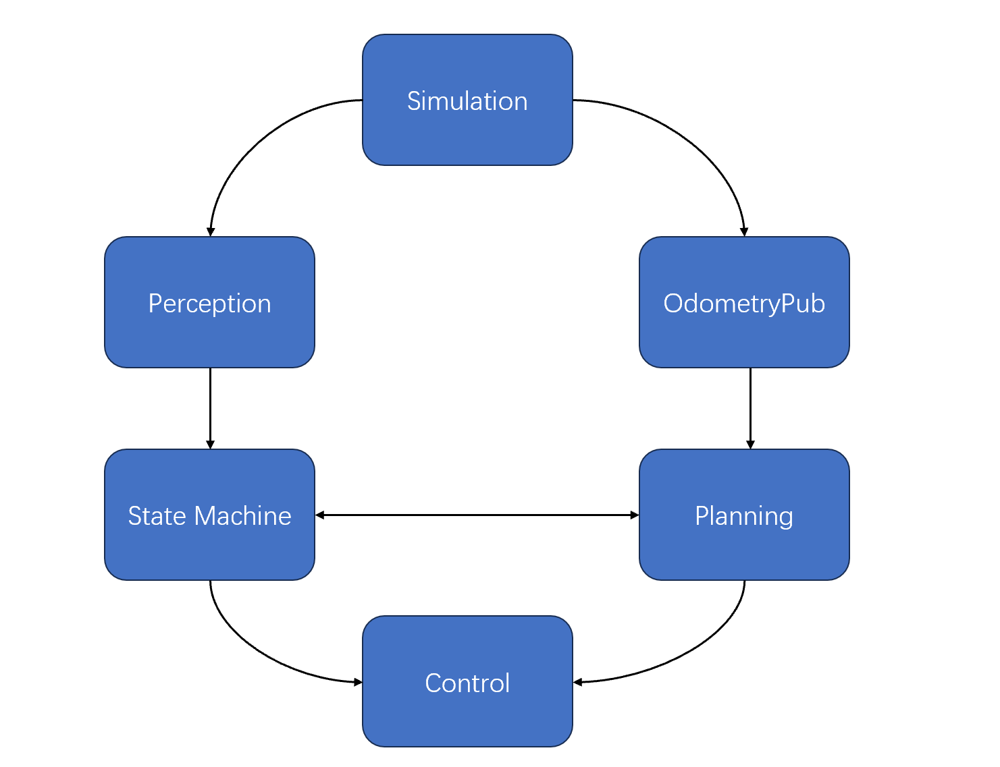 Simulation
Perception
OdometryPub
State Machine
Planning
Control